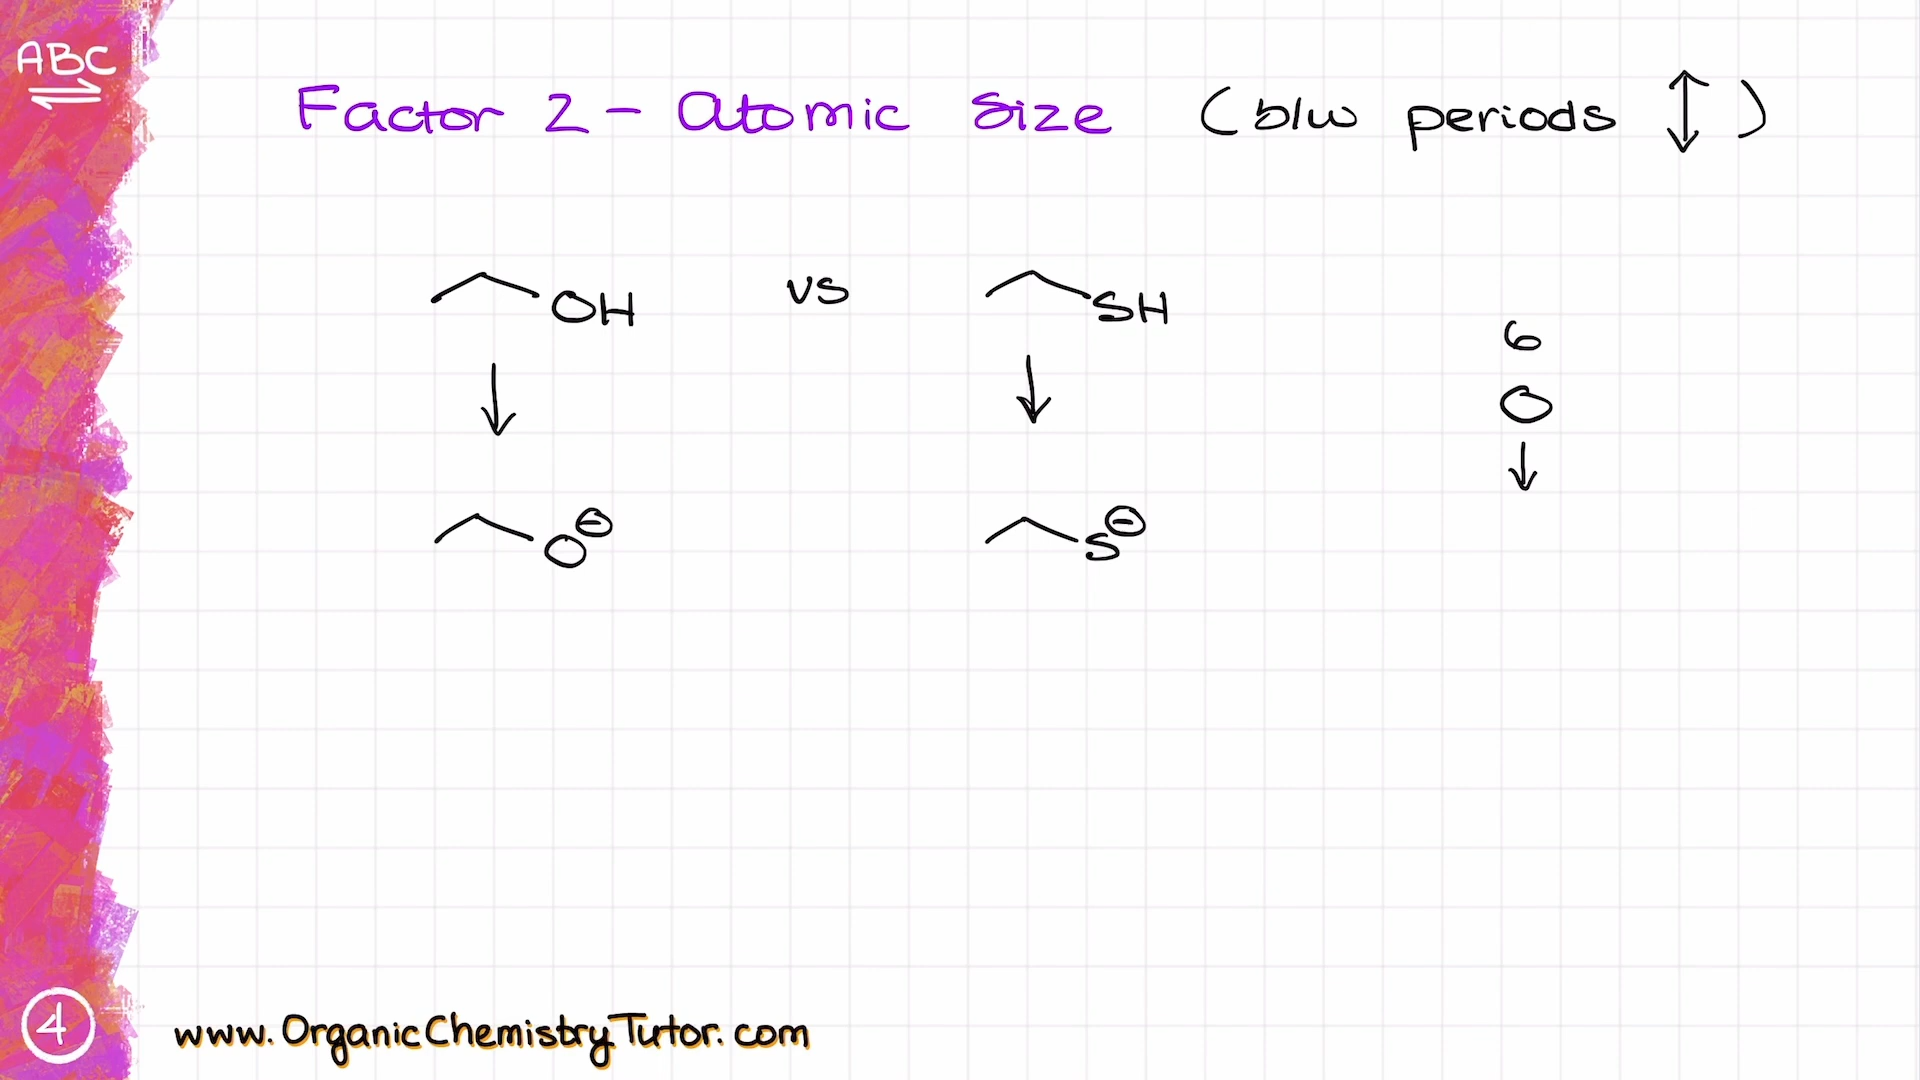 ABC
Factor 2 - Atomic Size (b/w periods ↕)
OH vs SH
6
O
↓
O⊖ S⊖
4
www.OrganicChemistryTutor.com